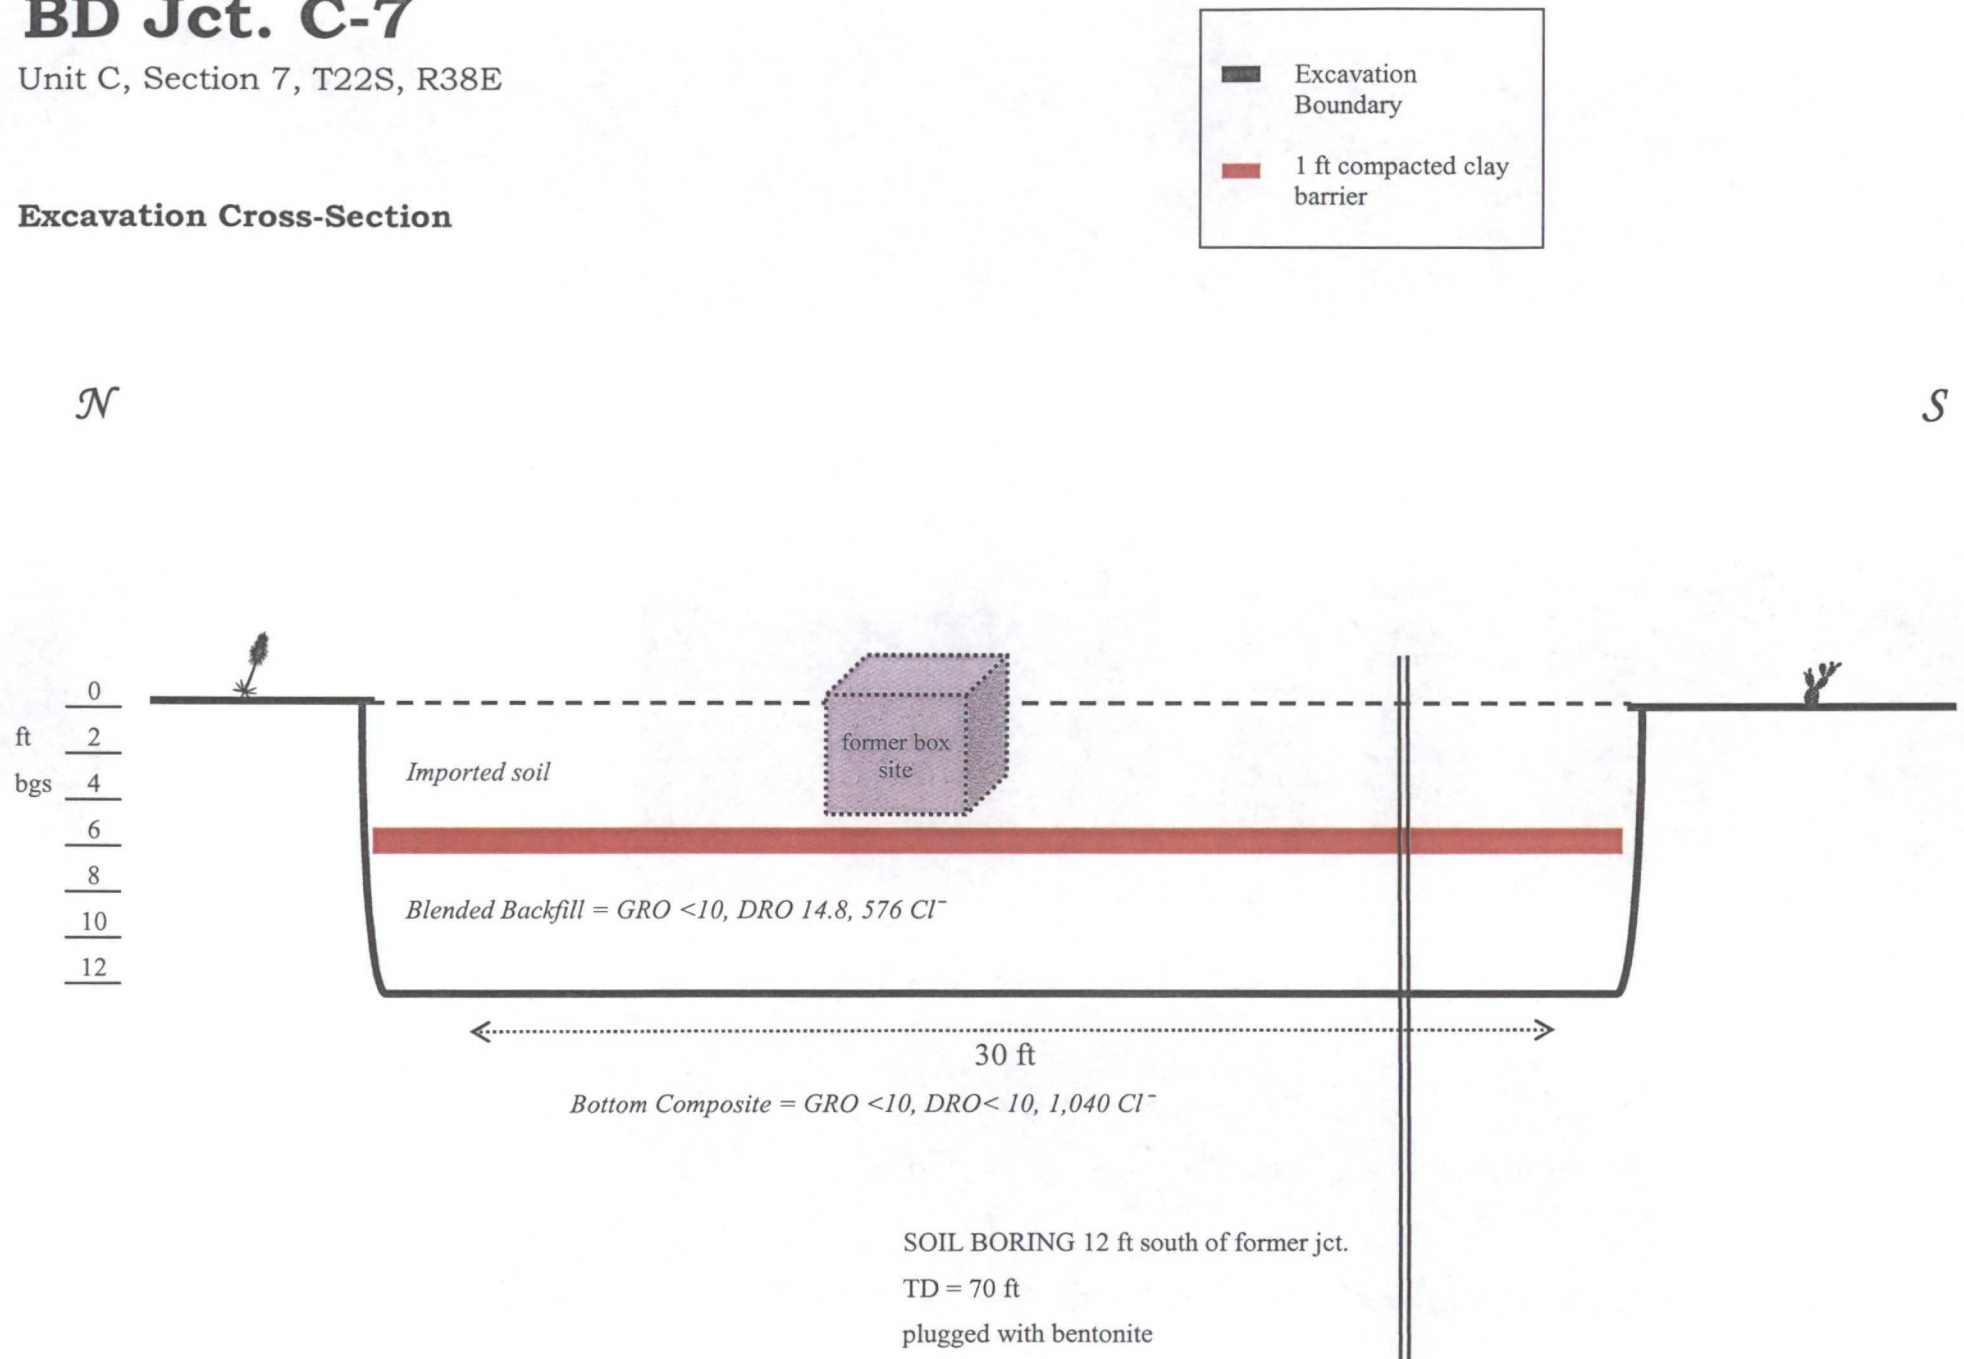 BD Jct. C-7
Unit C, Section 7, T22S, R38E
Excavation
Boundary
1 ft compacted clay
barrier
Excavation Cross-Section
N
S
0
ft
2
bgs
4
6
8
10
12
former box
site
Imported soil
Blended Backfill = GRO <10, DRO 14.8, 576 Cl⁻
30 ft
Bottom Composite = GRO <10, DRO< 10, 1,040 Cl⁻
SOIL BORING 12 ft south of former jct.
TD = 70 ft
plugged with bentonite